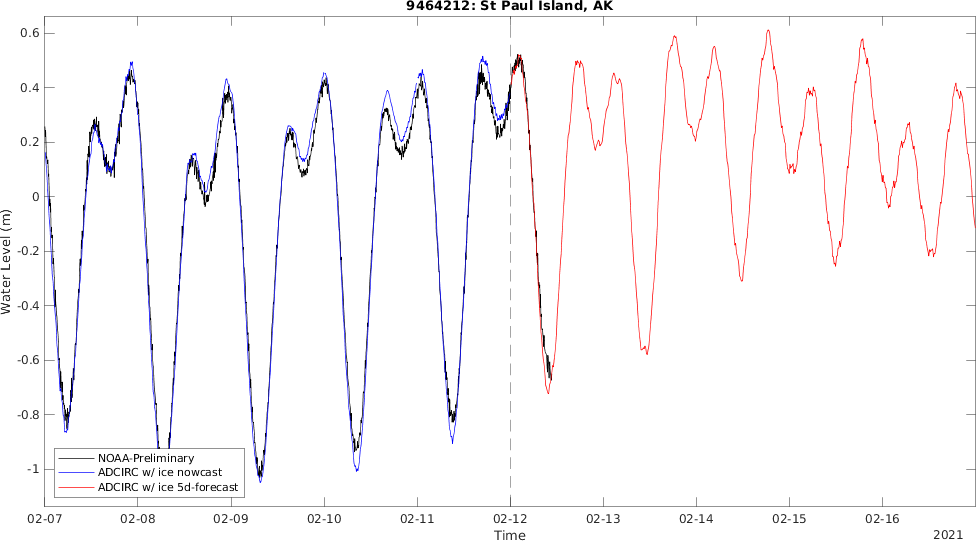 9464212: St Paul Island, AK
0.6
0.4
0.2
0
-0.2
-0.4
-0.6
-0.8
-1
Water Level (m)
NOAA-Preliminary
ADCIRC w/ ice nowcast
ADCIRC w/ ice 5d-forecast
02-07 02-08 02-09 02-10 02-11 02-12 02-13 02-14 02-15 02-16
Time
2021